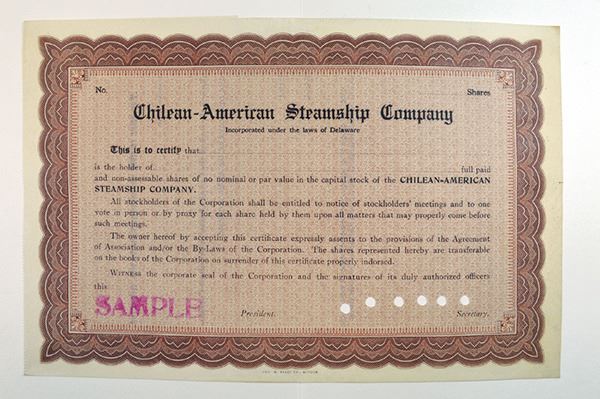 No. Shares
Chilean-American Steamship Company
Incorporated under the laws of Delaware
This is to certify that
is the holder of full paid
and non-assessable shares of no nominal or par value in the capital stock of the CHILEAN-AMERICAN
STEAMSHIP COMPANY.
All stockholders of the Corporation shall be entitled to notice of stockholders' meetings and to one
vote in person or by proxy for each share held by them upon all matters that may properly come before
such meetings.
The owner hereof by accepting this certificate expressly assents to the provisions of the Agreement
of Association and/or the By-Laws of the Corporation. The shares represented hereby are transferable
on the books of the Corporation on surrender of this certificate properly indorsed.
WITNESS the corporate seal of the Corporation and the signatures of its duly authorized officers
this
SAMPLE President. Secretary.